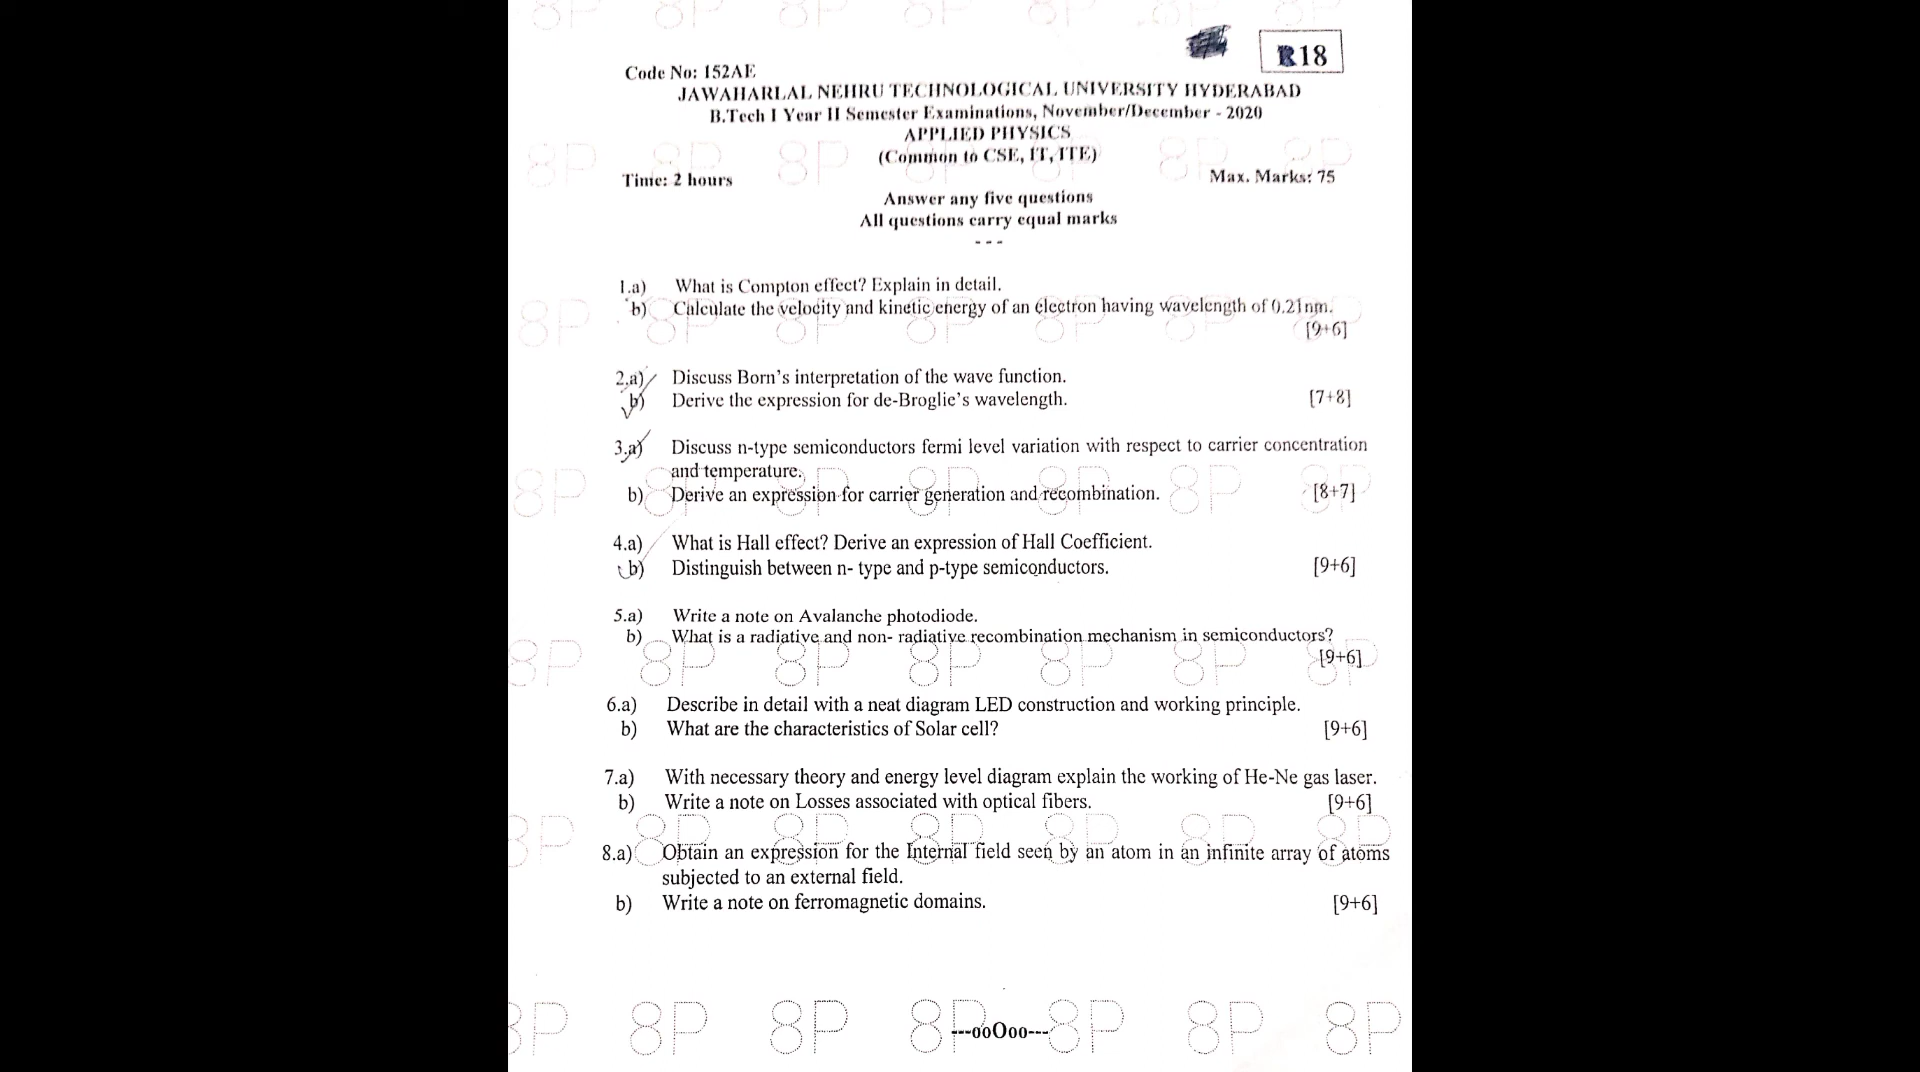 R18
Code No: 152AE
JAWAHARLAL NEHRU TECHNOLOGICAL UNIVERSITY HYDERABAD
B.Tech I Year II Semester Examinations, November/December - 2020
APPLIED PHYSICS
(Common to CSE, IT, ITE)
Time: 2 hours Max. Marks: 75
Answer any five questions
All questions carry equal marks
- - -
1.a) What is Compton effect? Explain in detail.
b) Calculate the velocity and kinetic energy of an electron having wavelength of 0.21nm.
[9+6]
2.a) Discuss Born's interpretation of the wave function.
b) Derive the expression for de-Broglie's wavelength. [7+8]
3.a) Discuss n-type semiconductors fermi level variation with respect to carrier concentration
and temperature.
b) Derive an expression for carrier generation and recombination. [8+7]
4.a) What is Hall effect? Derive an expression of Hall Coefficient.
b) Distinguish between n- type and p-type semiconductors. [9+6]
5.a) Write a note on Avalanche photodiode.
b) What is a radiative and non- radiative recombination mechanism in semiconductors?
[9+6]
6.a) Describe in detail with a neat diagram LED construction and working principle.
b) What are the characteristics of Solar cell? [9+6]
7.a) With necessary theory and energy level diagram explain the working of He-Ne gas laser.
b) Write a note on Losses associated with optical fibers. [9+6]
8.a) Obtain an expression for the Internal field seen by an atom in an infinite array of atoms
subjected to an external field.
b) Write a note on ferromagnetic domains. [9+6]
8P 8P 8P 8P 8P 8P 8P
---ooOoo---